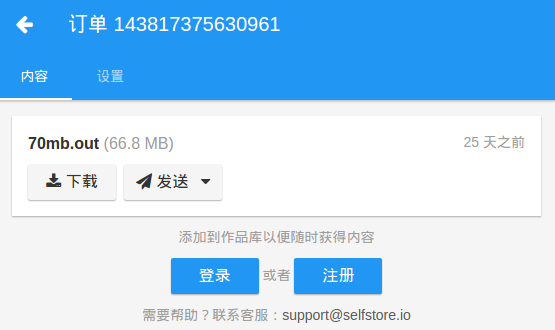 订单 143817375630961
内容 设置
70mb.out (66.8 MB) 25 天之前
下载 发送
添加到作品库以便随时获得内容
登录 或者 注册
需要帮助？联系客服：support@selfstore.io